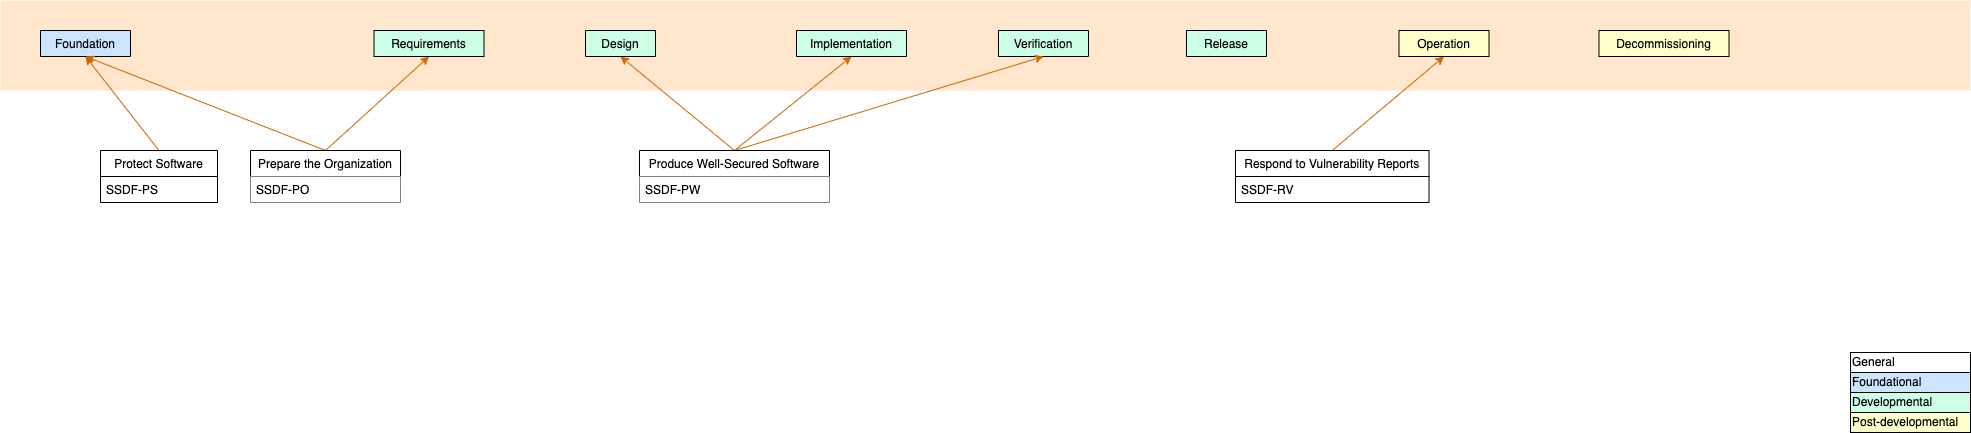 Foundation
Requirements
Design
Implementation
Verification
Release
Operation
Decommissioning
Protect Software
SSDF-PS
Prepare the Organization
SSDF-PO
Produce Well-Secured Software
SSDF-PW
Respond to Vulnerability Reports
SSDF-RV
General
Foundational
Developmental
Post-developmental